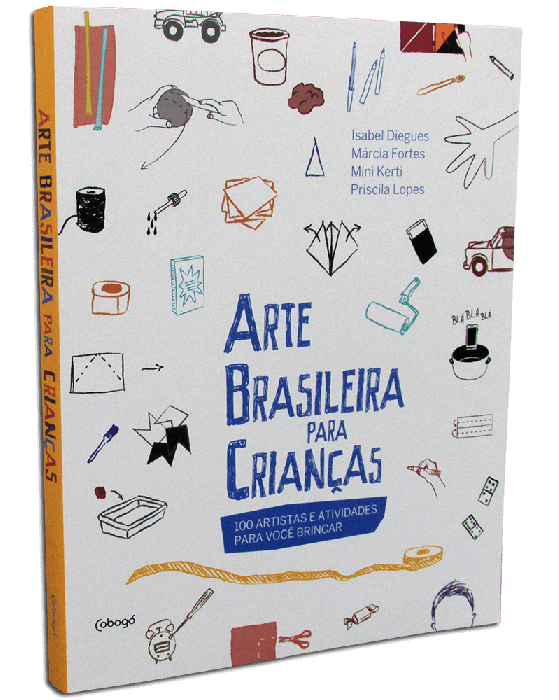 ARTE BRASILEIRA PARA CRIANÇAS
Cobogó
Isabel Diegues
Márcia Fortes
Mini Kerti
Priscila Lopes
BLÁ BLÁ BLÁ
ARTE
BRASILEIRA
PARA
CRIANÇAS
100 ARTISTAS E ATIVIDADES
PARA VOCÊ BRINCAR
Cobogó